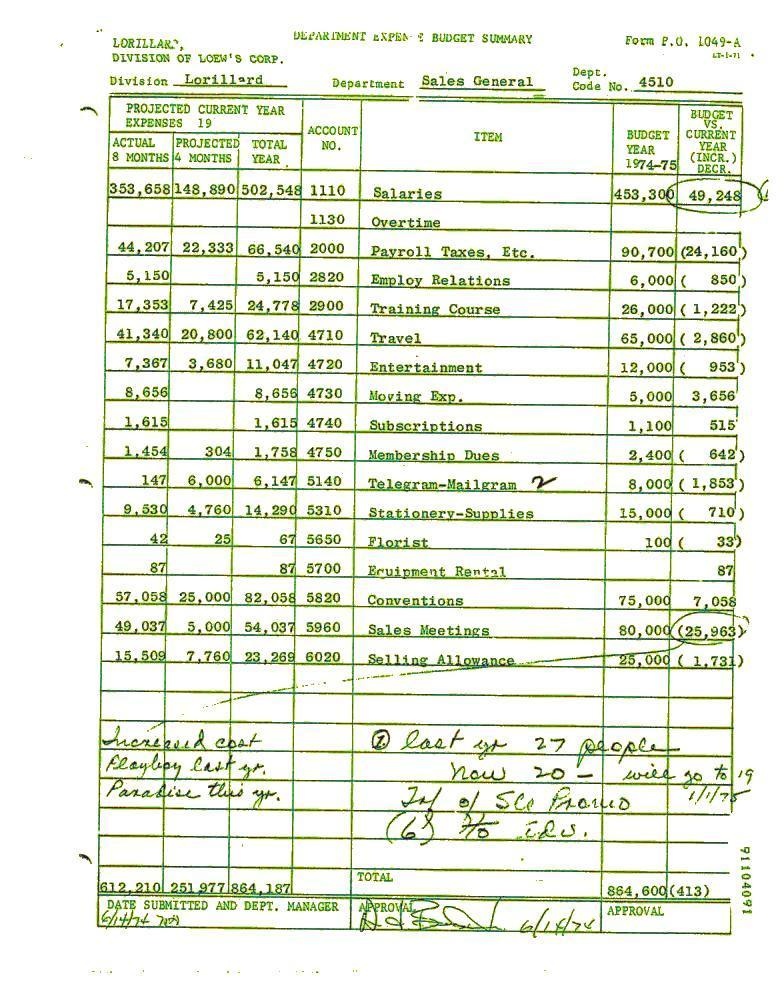 LORILLARD, DEPARTMENT EXPENSE BUDGET SUMMARY Form P.O. 1049-A
DIVISION OF LOEW'S CORP.
Division Lorillard Department Sales General Dept. Code No. 4510
PROJECTED CURRENT YEAR EXPENSES 19 ACCOUNT NO. ITEM BUDGET YEAR 1974-75 BUDGET VS. CURRENT YEAR (INCR.) DECR.
ACTUAL 8 MONTHS PROJECTED 4 MONTHS TOTAL YEAR
353,658 148,890 502,548 1110 Salaries 453,300 49,248
1130 Overtime
44,207 22,333 66,540 2000 Payroll Taxes, Etc. 90,700 (24,160)
5,150 5,150 2820 Employ Relations 6,000 ( 850)
17,353 7,425 24,778 2900 Training Course 26,000 ( 1,222)
41,340 20,800 62,140 4710 Travel 65,000 ( 2,860)
7,367 3,680 11,047 4720 Entertainment 12,000 ( 953)
8,656 8,656 4730 Moving Exp. 5,000 3,656
1,615 1,615 4740 Subscriptions 1,100 515
1,454 304 1,758 4750 Membership Dues 2,400 ( 642)
147 6,000 6,147 5140 Telegram-Mailgram 2 8,000 ( 1,853)
9,530 4,760 14,290 5310 Stationery-Supplies 15,000 ( 710)
42 25 67 5650 Florist 100 ( 33)
87 87 5700 Equipment Rental 87
57,058 25,000 82,058 5820 Conventions 75,000 7,058
49,037 5,000 54,037 5960 Sales Meetings 80,000 (25,963)
15,509 7,760 23,269 6020 Selling Allowance 25,000 ( 1,731)
Increased cost
Playboy last yr.
Paradise this yr.
② last yr 27 people
now 20 - will go to 19
1/1/75
Trf of Promo
(6) To
TOTAL
612,210 251,977 864,187 864,600 (413)
DATE SUBMITTED AND DEPT. MANAGER APPROVAL APPROVAL
6/14/74 6/14/74
91104091